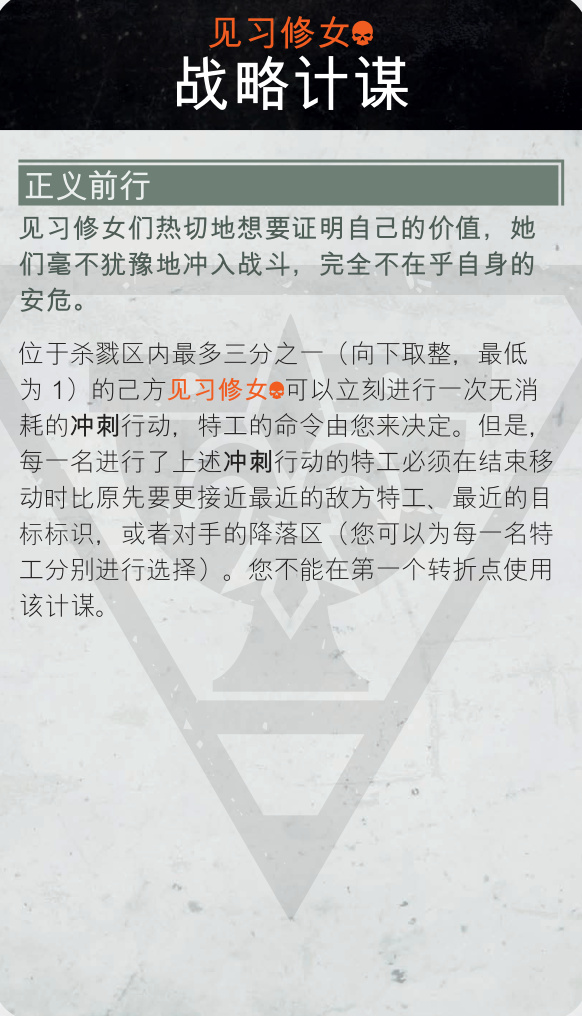 见习修女
战略计谋
正义前行
见习修女们热切地想要证明自己的价值，她
们毫不犹豫地冲入战斗，完全不在乎自身的
安危。
位于杀戮区内最多三分之一（向下取整，最低
为 1）的己方见习修女可以立刻进行一次无消
耗的冲刺行动，特工的命令由您来决定。但是，
每一名进行了上述冲刺行动的特工必须在结束移
动时比原先要更接近最近的敌方特工、最近的目
标标识，或者对手的降落区（您可以为每一名特
工分别进行选择）。您不能在第一个转折点使用
该计谋。